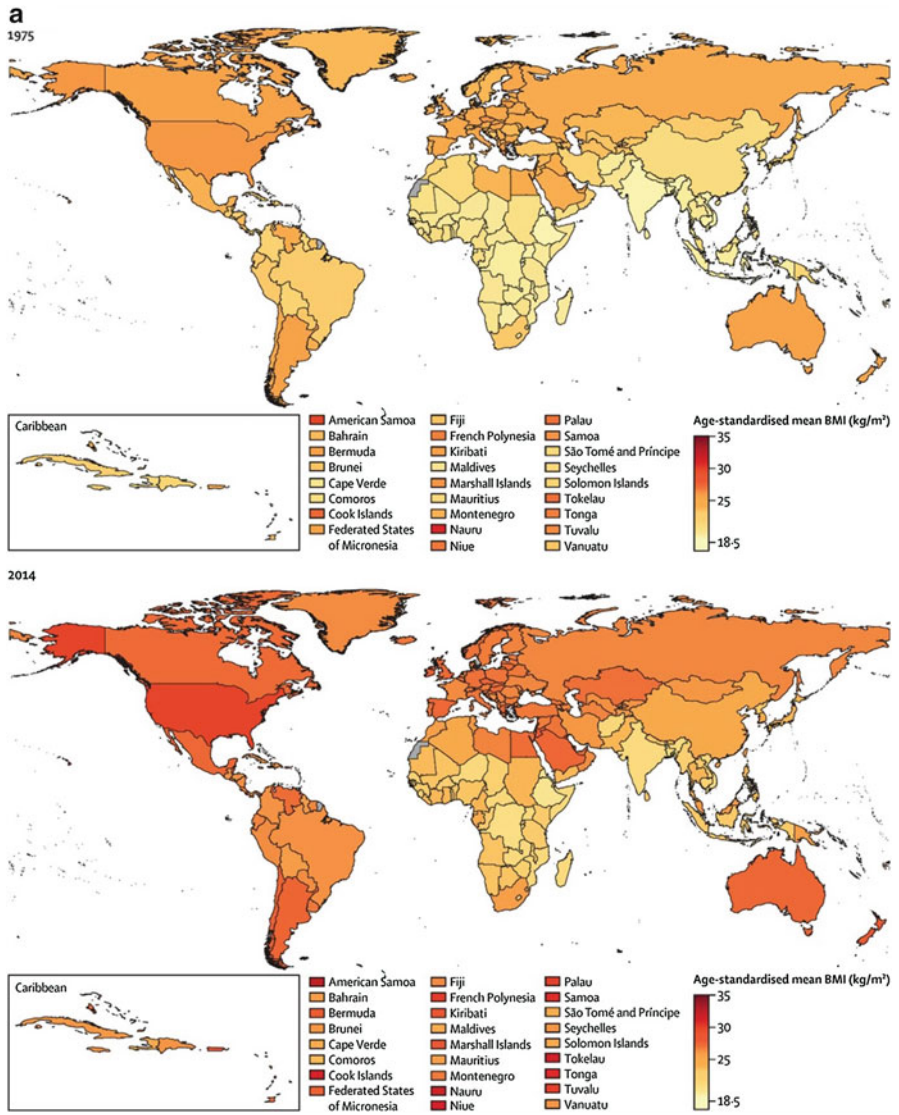 a
1975
Caribbean
American Samoa
Bahrain
Bermuda
Brunei
Cape Verde
Comoros
Cook Islands
Federated States
of Micronesia
Fiji
French Polynesia
Kiribati
Maldives
Marshall Islands
Mauritius
Montenegro
Nauru
Niue
Palau
Samoa
São Tomé and Príncipe
Seychelles
Solomon Islands
Tokelau
Tonga
Tuvalu
Vanuatu
Age-standardised mean BMI (kg/m²)
35
30
25
18·5
2014
Caribbean
American Samoa
Bahrain
Bermuda
Brunei
Cape Verde
Comoros
Cook Islands
Federated States
of Micronesia
Fiji
French Polynesia
Kiribati
Maldives
Marshall Islands
Mauritius
Montenegro
Nauru
Niue
Palau
Samoa
São Tomé and Príncipe
Seychelles
Solomon Islands
Tokelau
Tonga
Tuvalu
Vanuatu
Age-standardised mean BMI (kg/m²)
35
30
25
18·5